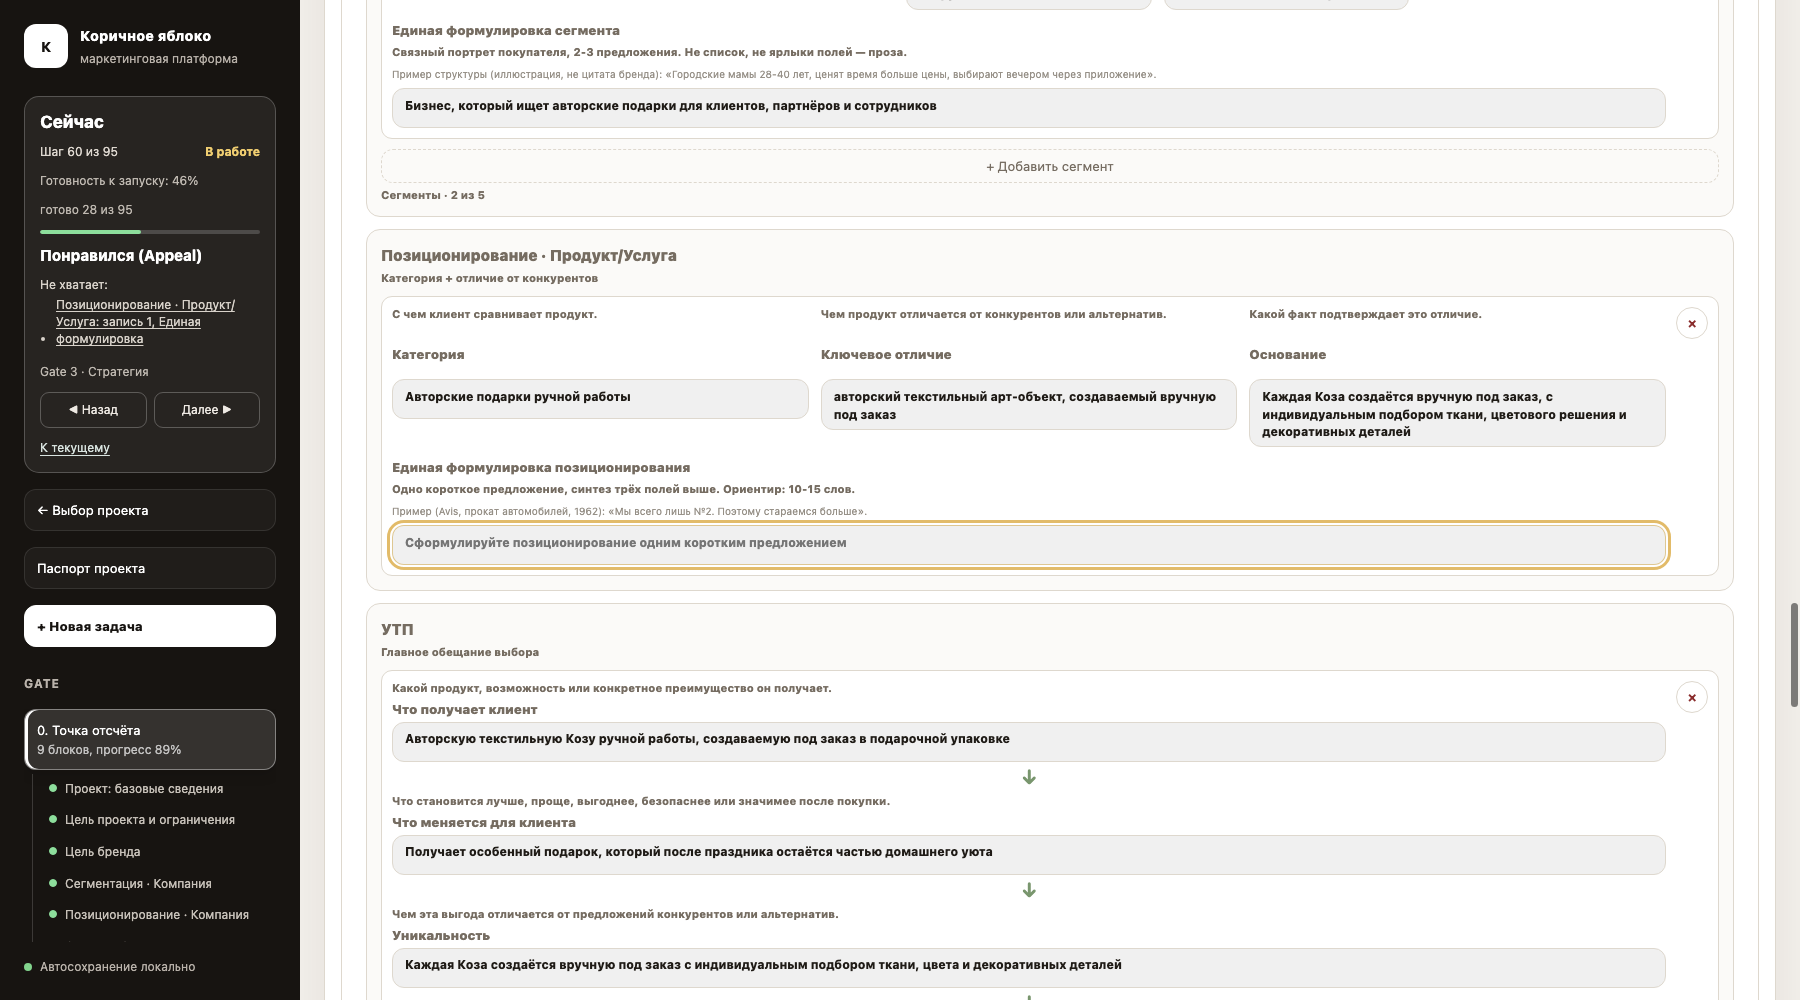 К
Коричное яблоко
маркетинговая платформа
Сейчас
Шаг 60 из 95
В работе
Готовность к запуску: 46%
готово 28 из 95
Понравился (Appeal)
Не хватает:
Позиционирование · Продукт/
Услуга: запись 1, Единая
формулировка
Gate 3 · Стратегия
◀ Назад
Далее ▶
К текущему
← Выбор проекта
Паспорт проекта
+ Новая задача
GATE
0. Точка отсчёта
9 блоков, прогресс 89%
Проект: базовые сведения
Цель проекта и ограничения
Цель бренда
Сегментация · Компания
Позиционирование · Компания
Автосохранение локально
Единая формулировка сегмента
Связный портрет покупателя, 2-3 предложения. Не список, не ярлыки полей — проза.
Пример структуры (иллюстрация, не цитата бренда): «Городские мамы 28-40 лет, ценят время больше цены, выбирают вечером через приложение».
Бизнес, который ищет авторские подарки для клиентов, партнёров и сотрудников
+ Добавить сегмент
Сегменты · 2 из 5
Позиционирование · Продукт/Услуга
Категория + отличие от конкурентов
С чем клиент сравнивает продукт.
Категория
Авторские подарки ручной работы
Чем продукт отличается от конкурентов или альтернатив.
Ключевое отличие
авторский текстильный арт-объект, создаваемый вручную
под заказ
Какой факт подтверждает это отличие.
Основание
Каждая Коза создаётся вручную под заказ, с
индивидуальным подбором ткани, цветового решения и
декоративных деталей
×
Единая формулировка позиционирования
Одно короткое предложение, синтез трёх полей выше. Ориентир: 10-15 слов.
Пример (Avis, прокат автомобилей, 1962): «Мы всего лишь №2. Поэтому стараемся больше».
Сформулируйте позиционирование одним коротким предложением
УТП
Главное обещание выбора
Какой продукт, возможность или конкретное преимущество он получает.
×
Что получает клиент
Авторскую текстильную Козу ручной работы, создаваемую под заказ в подарочной упаковке
↓
Что становится лучше, проще, выгоднее, безопаснее или значимее после покупки.
Что меняется для клиента
Получает особенный подарок, который после праздника остаётся частью домашнего уюта
↓
Чем эта выгода отличается от предложений конкурентов или альтернатив.
Уникальность
Каждая Коза создаётся вручную под заказ с индивидуальным подбором ткани, цвета и декоративных деталей